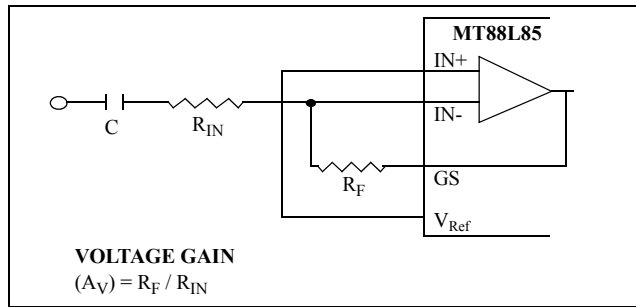 MT88L85
IN+
C
R_IN
IN-
R_F
GS
V_Ref
VOLTAGE GAIN
(A_V) = R_F / R_IN